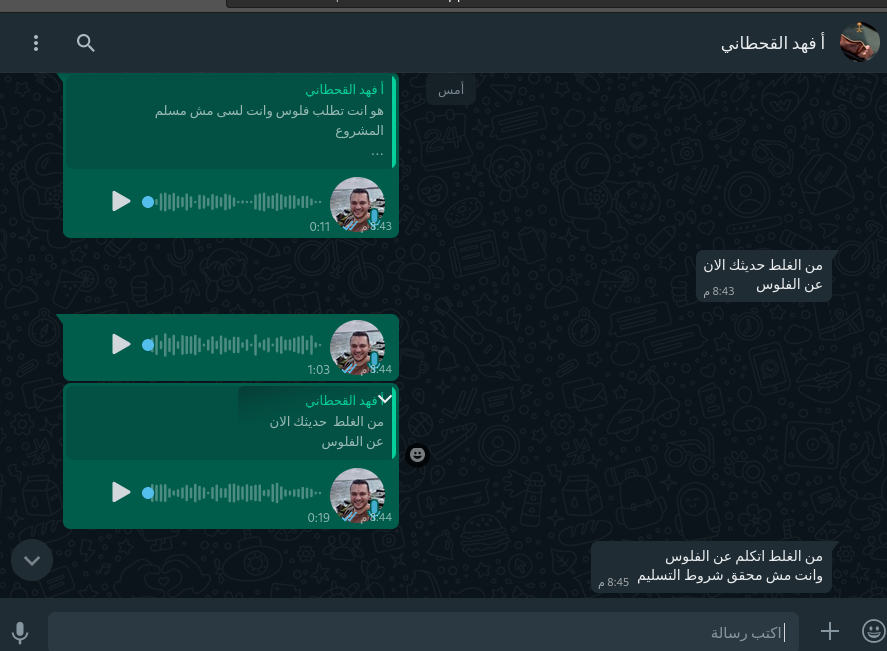 أ فهد القحطاني
أمس
أ فهد القحطاني
هو انت تطلب فلوس وانت لسى مش مسلم
المشروع
...
0:11
8:43 م
من الغلط حديثك الان
عن الفلوس
8:43 م
1:03
8:44 م
أ فهد القحطاني
من الغلط حديثك الان
عن الفلوس
0:19
8:44 م
من الغلط اتكلم عن الفلوس
وانت مش محقق شروط التسليم
8:45 م
اكتب رسالة